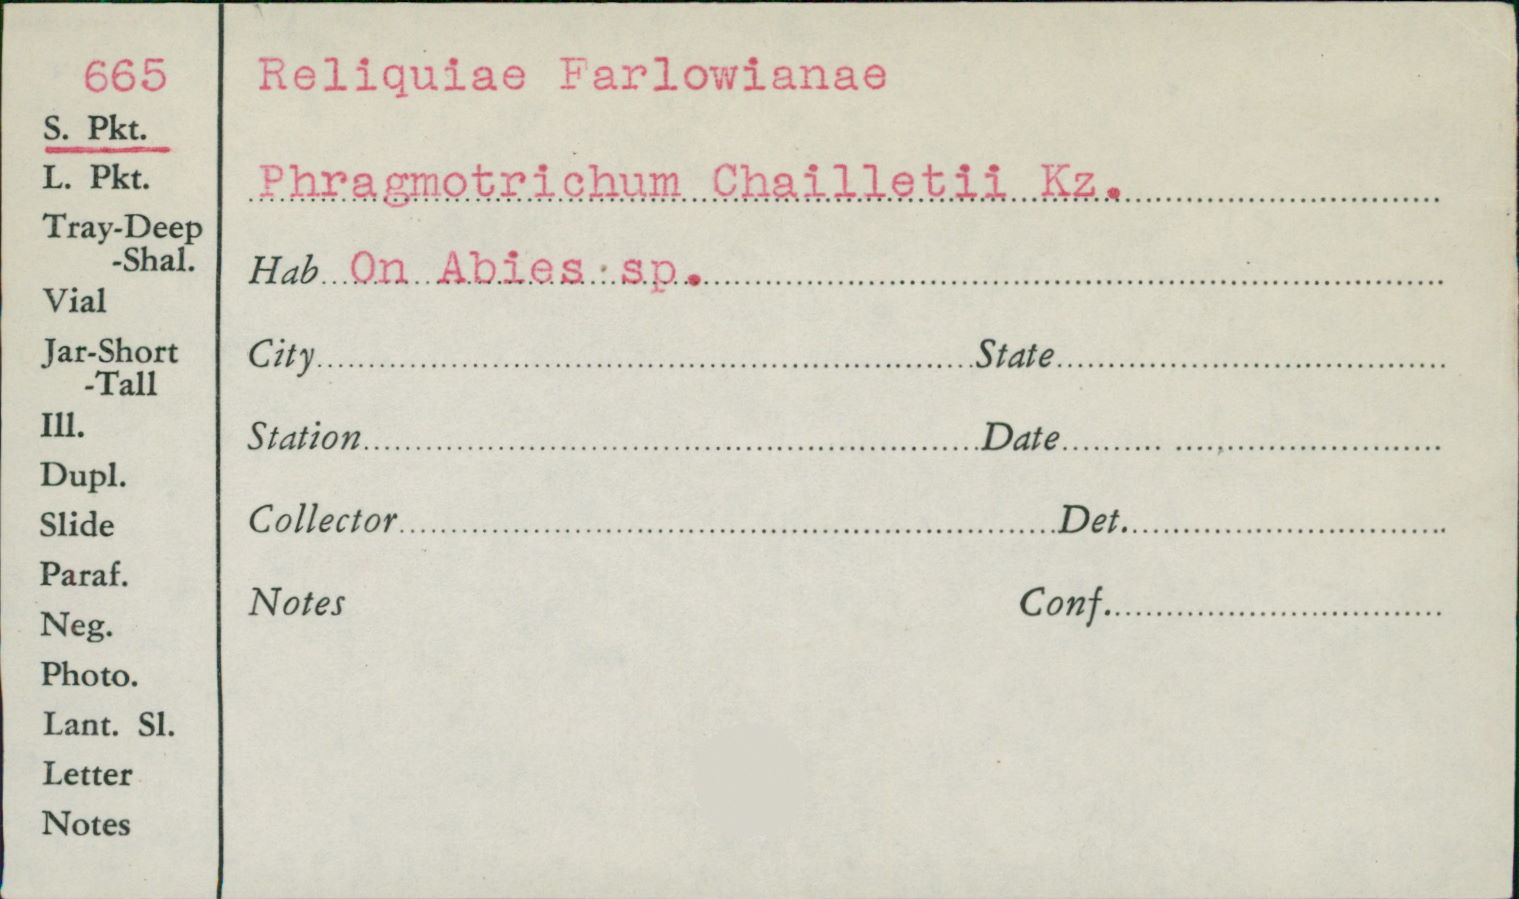 665
S. Pkt.
L. Pkt.
Tray-Deep
-Shal.
Vial
Jar-Short
-Tall
Ill.
Dupl.
Slide
Paraf.
Neg.
Photo.
Lant. Sl.
Letter
Notes
Reliquiae Farlowianae
Phragmotrichum Chailletii Kz.
Hab On Abies sp.
City State
Station Date
Collector Det.
Notes Conf.